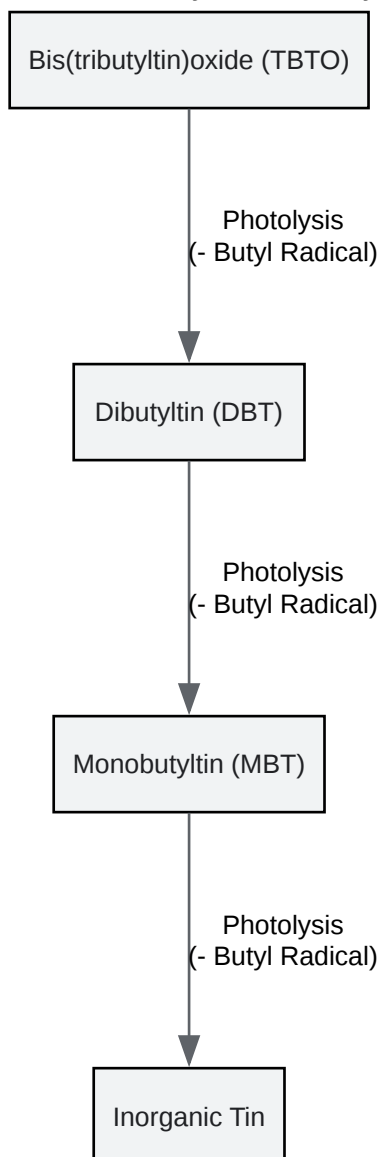 Bis(tributyltin)oxide (TBTO)
Photolysis
(- Butyl Radical)
Dibutyltin (DBT)
Photolysis
(- Butyl Radical)
Monobutyltin (MBT)
Photolysis
(- Butyl Radical)
Inorganic Tin